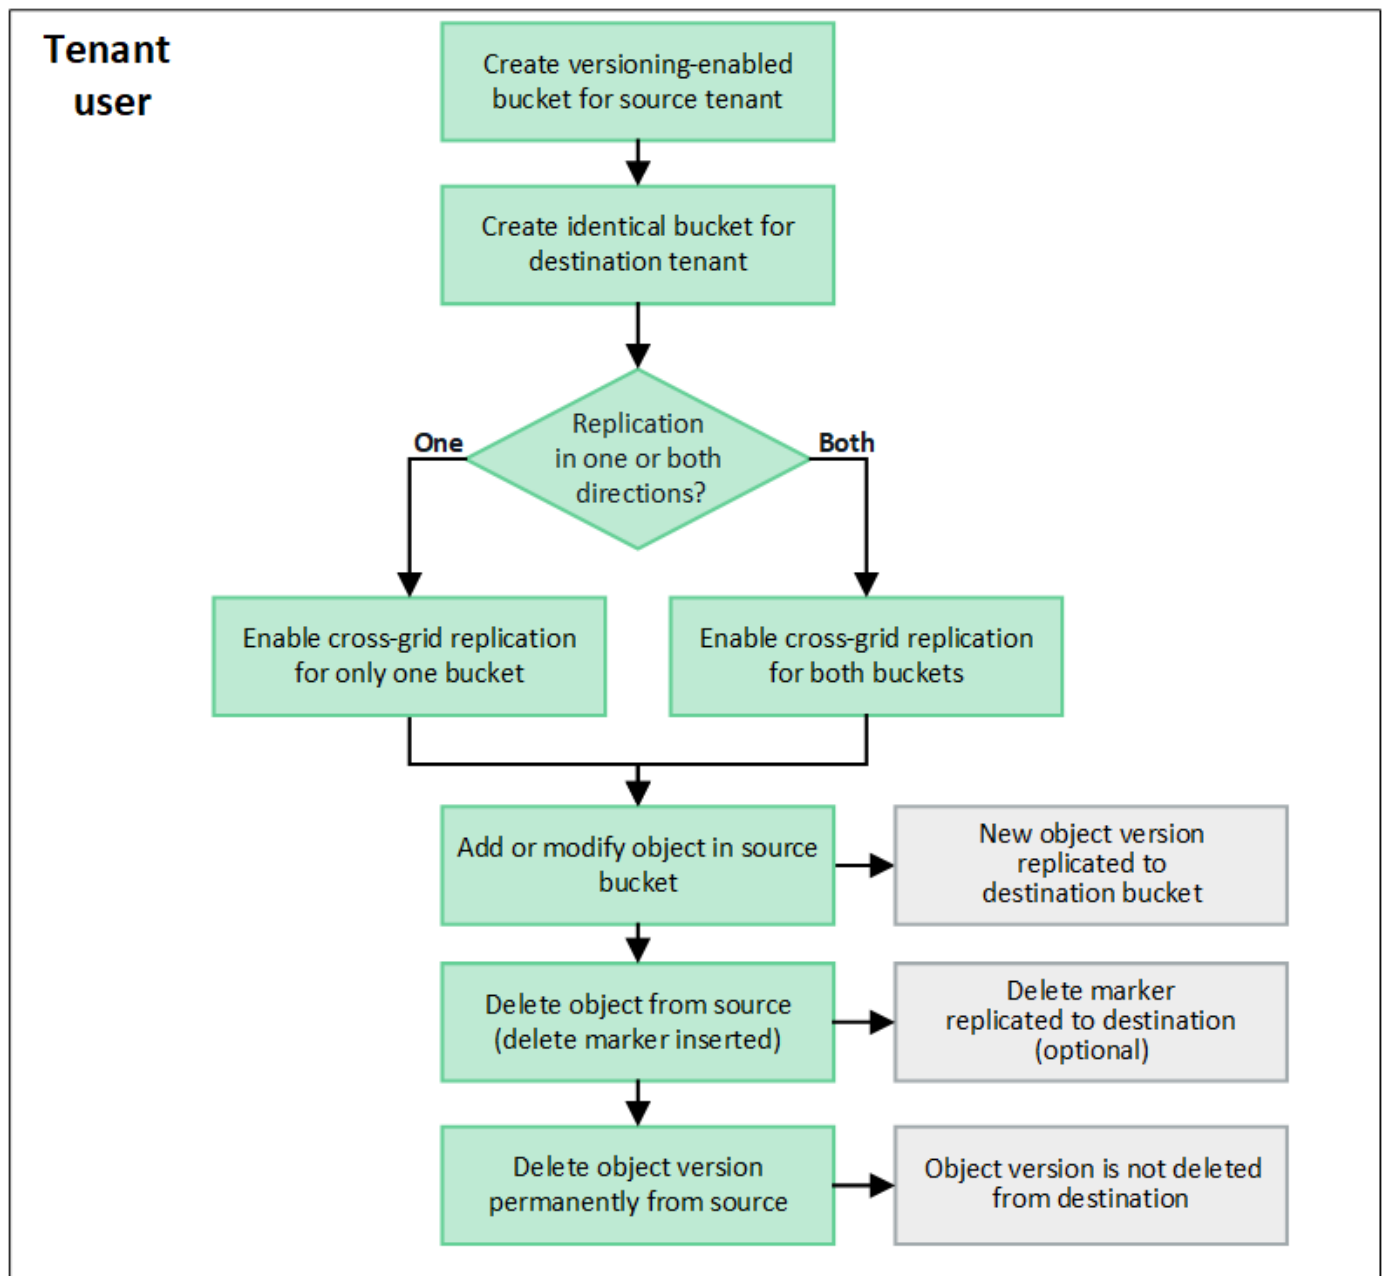 Tenant
user
Create versioning-enabled
bucket for source tenant
Create identical bucket for
destination tenant
Replication
in one or both
directions?
One
Both
Enable cross-grid replication
for only one bucket
Enable cross-grid replication
for both buckets
Add or modify object in source
bucket
New object version
replicated to
destination bucket
Delete object from source
(delete marker inserted)
Delete marker
replicated to destination
(optional)
Delete object version
permanently from source
Object version is not deleted
from destination